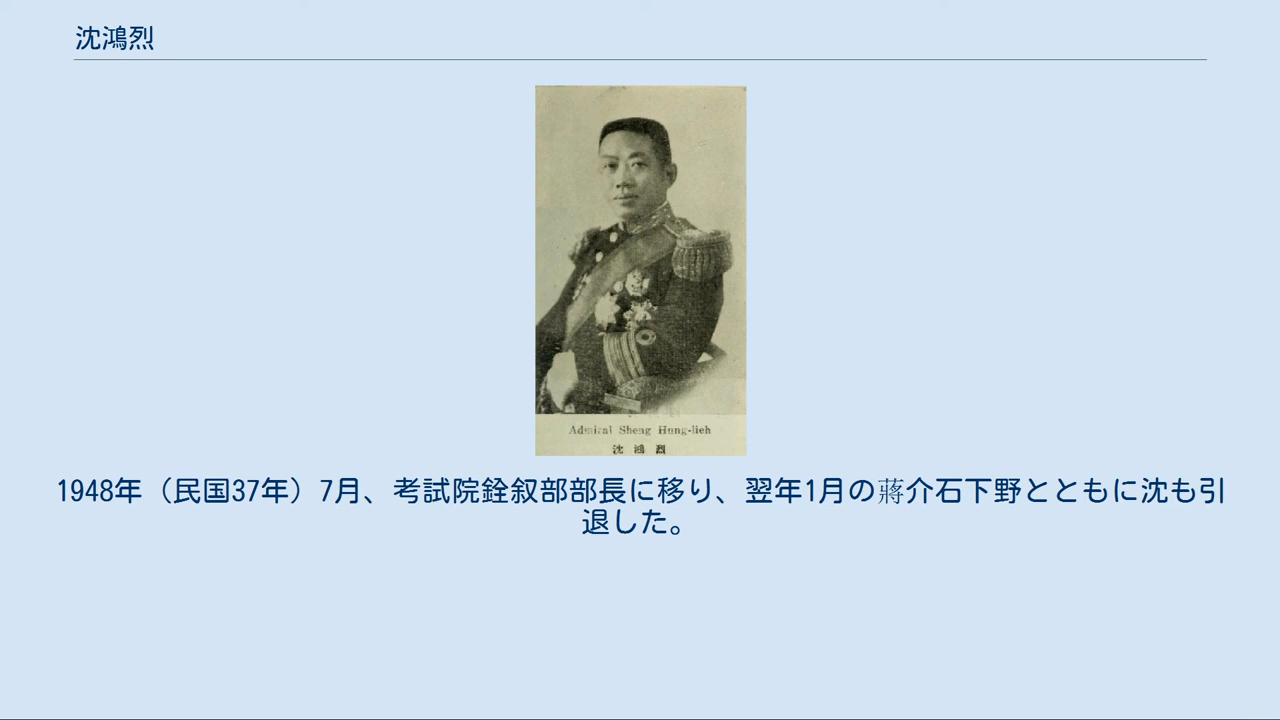 沈鴻烈
Admiral Sheng Hung-lieh
沈 鴻 烈
1948年（民国37年）7月、考試院銓叙部部長に移り、翌年1月の蔣介石下野とともに沈も引
退した。